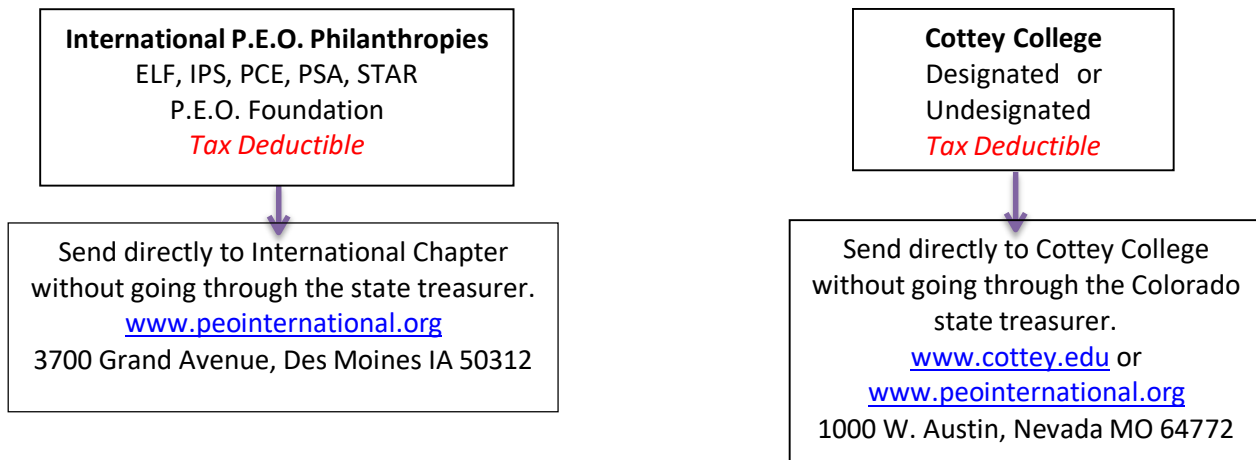 International P.E.O. Philanthropies
ELF, IPS, PCE, PSA, STAR
P.E.O. Foundation
Tax Deductible
Send directly to International Chapter
without going through the state treasurer.
www.peointernational.org
3700 Grand Avenue, Des Moines IA 50312
Cottey College
Designated or
Undesignated
Tax Deductible
Send directly to Cottey College
without going through the Colorado
state treasurer.
www.cottey.edu or
www.peointernational.org
1000 W. Austin, Nevada MO 64772